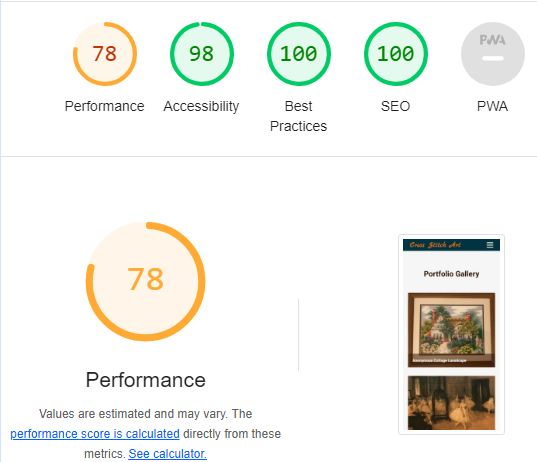 78
98
100
100
PWA
Performance
Accessibility
Best
Practices
SEO
PWA
78
Performance
Values are estimated and may vary. The
performance score is calculated directly from these
metrics. See calculator.
Cross Stitch Art
Portfolio Gallery
Anonymous Cottage Landscape